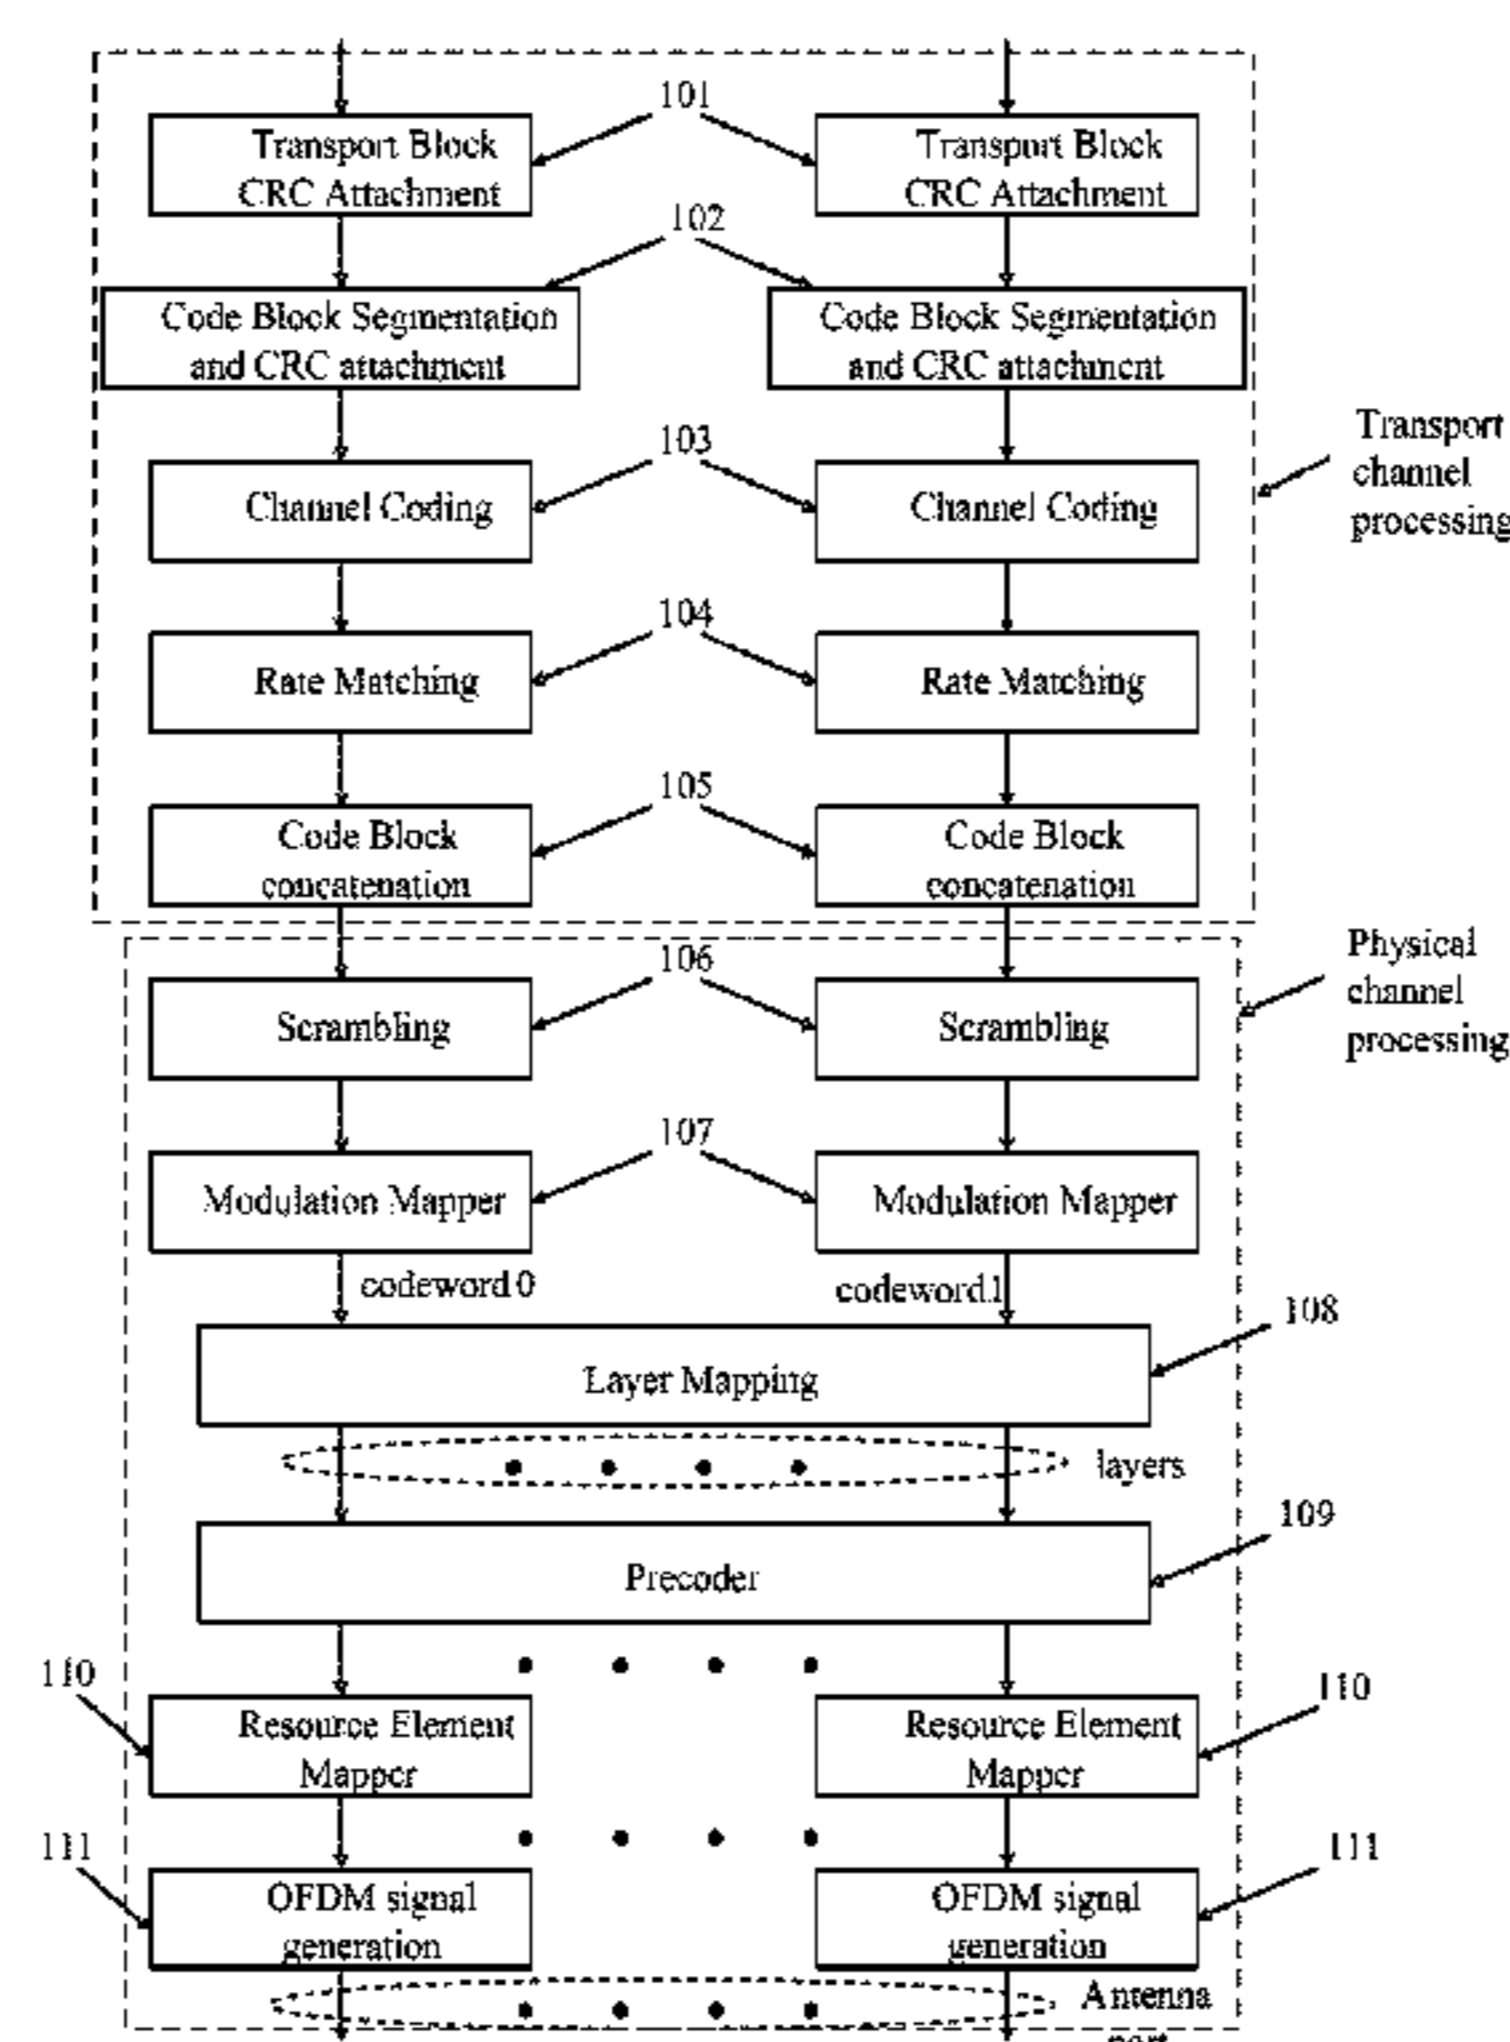 101
Transport Block
CRC Attachment
Transport Block
CRC Attachment
102
Code Block Segmentation
and CRC attachment
Code Block Segmentation
and CRC attachment
Transport
channel
processing
103
Channel Coding
Channel Coding
104
Rate Matching
Rate Matching
105
Code Block
concatenation
Code Block
concatenation
Physical
channel
processing
106
Scrambling
Scrambling
107
Modulation Mapper
Modulation Mapper
codeword 0
codeword 1
108
Layer Mapping
layers
109
Precoder
110
110
Resource Element
Mapper
Resource Element
Mapper
111
111
OFDM signal
generation
OFDM signal
generation
Antenna